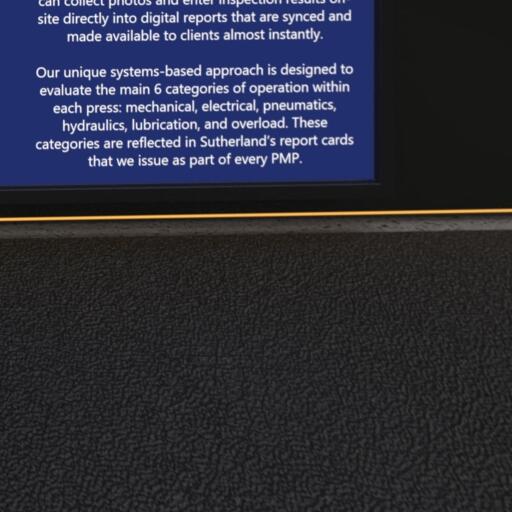 can collect photos and enter inspection results on-
site directly into digital reports that are synced and
made available to clients almost instantly.
Our unique systems-based approach is designed to
evaluate the main 6 categories of operation within
each press: mechanical, electrical, pneumatics,
hydraulics, lubrication, and overload. These
categories are reflected in Sutherland's report cards
that we issue as part of every PMP.